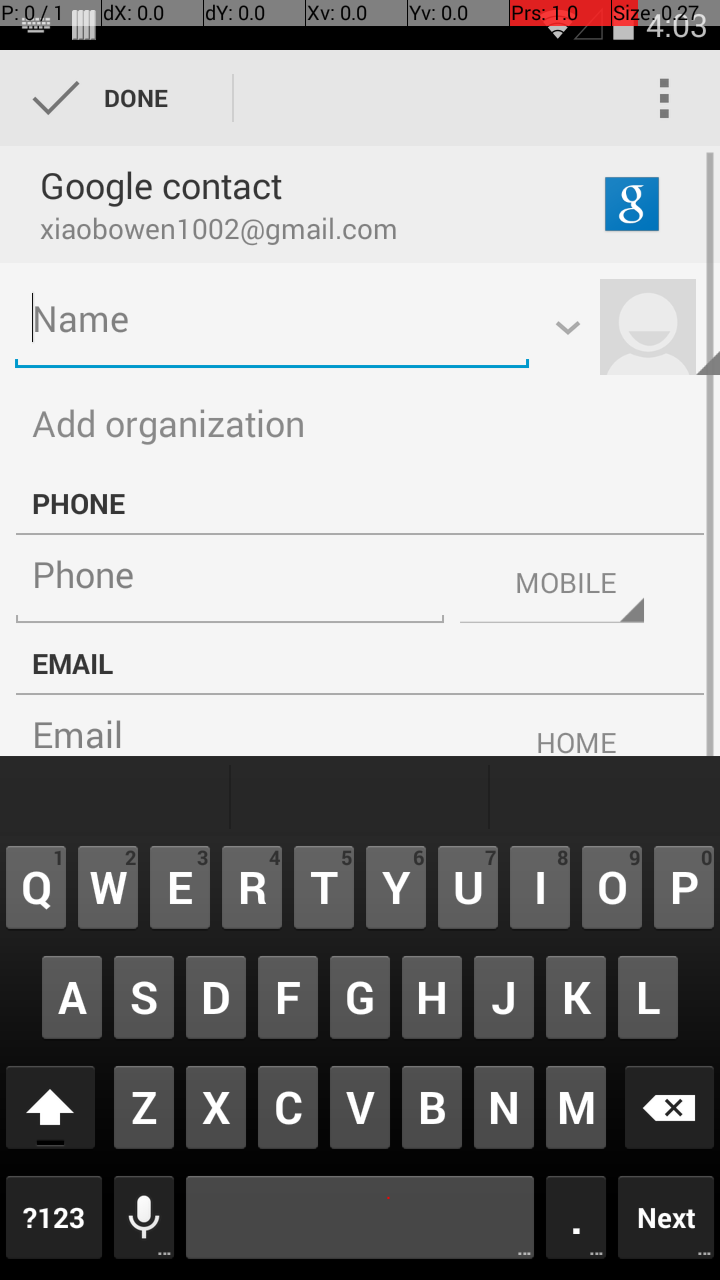 P: 0 / 1 dX: 0.0 dY: 0.0 Xv: 0.0 Yv: 0.0 Prs: 1.0 Size: 0.27
4:03
DONE
Google contact
xiaobowen1002@gmail.com
g
Name
Add organization
PHONE
Phone MOBILE
EMAIL
Email HOME
1 2 3 4 5 6 7 8 9 0
Q W E R T Y U I O P
A S D F G H J K L
Z X C V B N M
?123 ... ... . ... Next ...